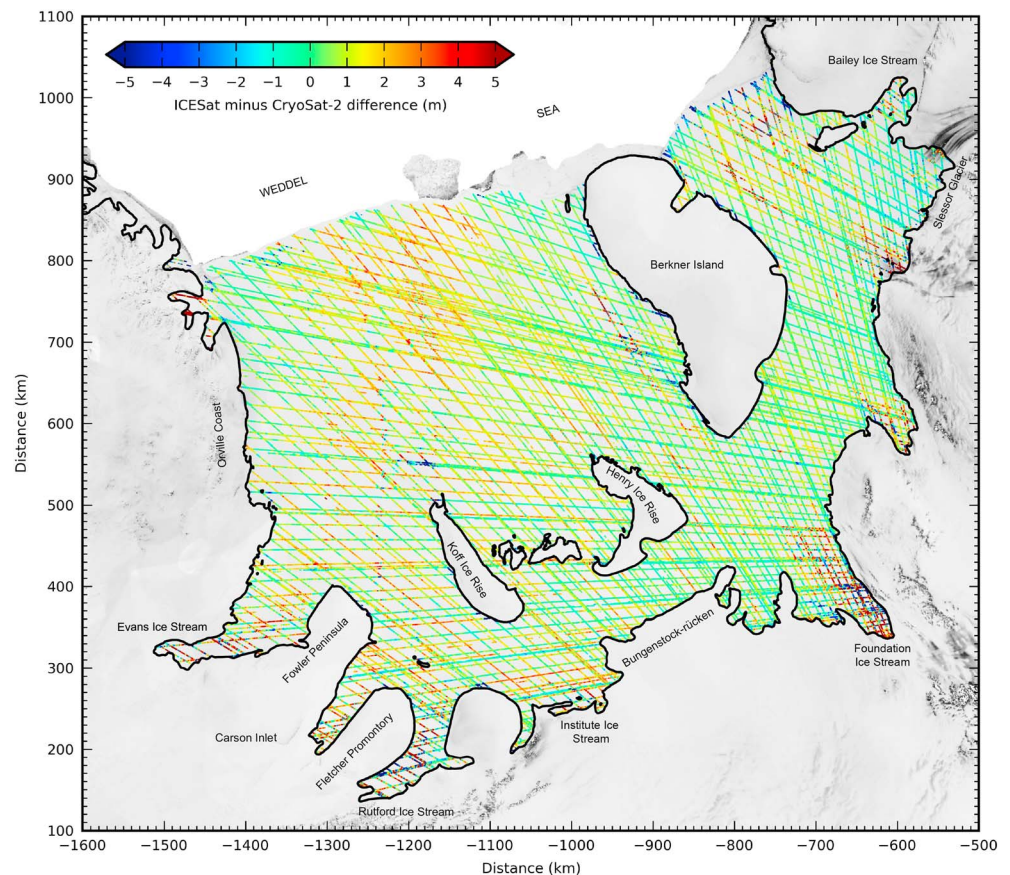 1100
1000
900
800
700
600
500
400
300
200
100
Distance (km)
−5 −4 −3 −2 −1 0 1 2 3 4 5
ICESat minus CryoSat-2 difference (m)
Bailey Ice Stream
SEA
WEDDEL
Slessor Glacier
Berkner Island
Orville Coast
Henry Ice Rise
Koff Ice Rise
Evans Ice Stream
Fowler Peninsula
Bungenstock-rücken
Foundation
Ice Stream
Carson Inlet
Fletcher Promontory
Institute Ice
Stream
Rutford Ice Stream
−1600 −1500 −1400 −1300 −1200 −1100 −1000 −900 −800 −700 −600 −500
Distance (km)